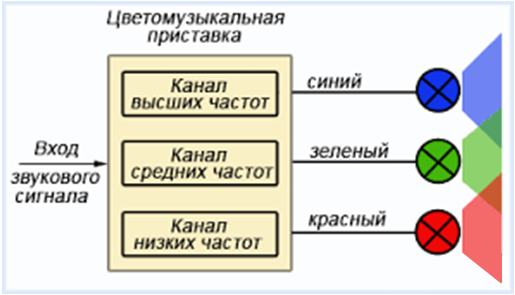 Цветомузыкальная
приставка
Канал
высших частот
синий
Вход
звукового
сигнала
Канал
средних частот
зеленый
Канал
низких частот
красный